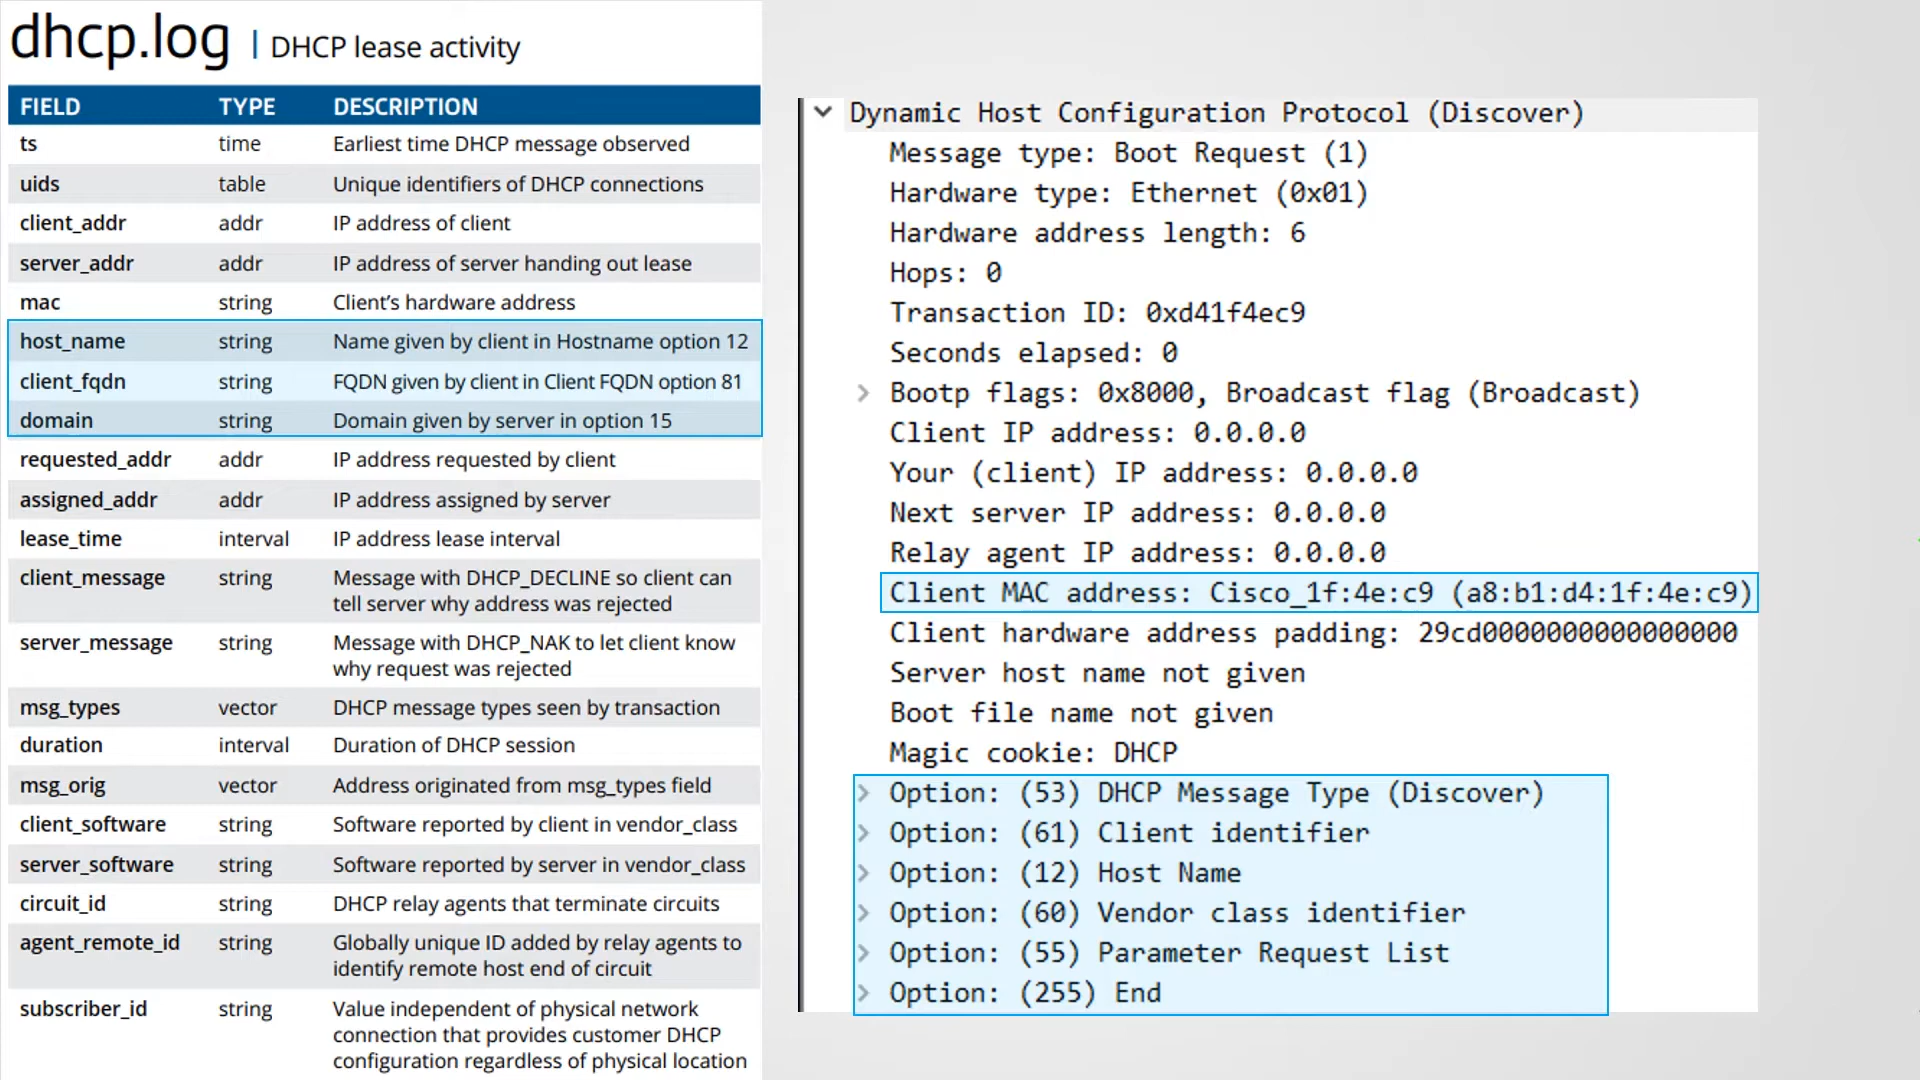 dhcp.log | DHCP lease activity
FIELD TYPE DESCRIPTION
ts time Earliest time DHCP message observed
uids table Unique identifiers of DHCP connections
client_addr addr IP address of client
server_addr addr IP address of server handing out lease
mac string Client’s hardware address
host_name string Name given by client in Hostname option 12
client_fqdn string FQDN given by client in Client FQDN option 81
domain string Domain given by server in option 15
requested_addr addr IP address requested by client
assigned_addr addr IP address assigned by server
lease_time interval IP address lease interval
client_message string Message with DHCP_DECLINE so client can
tell server why address was rejected
server_message string Message with DHCP_NAK to let client know
why request was rejected
msg_types vector DHCP message types seen by transaction
duration interval Duration of DHCP session
msg_orig vector Address originated from msg_types field
client_software string Software reported by client in vendor_class
server_software string Software reported by server in vendor_class
circuit_id string DHCP relay agents that terminate circuits
agent_remote_id string Globally unique ID added by relay agents to
identify remote host end of circuit
subscriber_id string Value independent of physical network
connection that provides customer DHCP
configuration regardless of physical location
Dynamic Host Configuration Protocol (Discover)
Message type: Boot Request (1)
Hardware type: Ethernet (0x01)
Hardware address length: 6
Hops: 0
Transaction ID: 0xd41f4ec9
Seconds elapsed: 0
Bootp flags: 0x8000, Broadcast flag (Broadcast)
Client IP address: 0.0.0.0
Your (client) IP address: 0.0.0.0
Next server IP address: 0.0.0.0
Relay agent IP address: 0.0.0.0
Client MAC address: Cisco_1f:4e:c9 (a8:b1:d4:1f:4e:c9)
Client hardware address padding: 29cd0000000000000000
Server host name not given
Boot file name not given
Magic cookie: DHCP
Option: (53) DHCP Message Type (Discover)
Option: (61) Client identifier
Option: (12) Host Name
Option: (60) Vendor class identifier
Option: (55) Parameter Request List
Option: (255) End